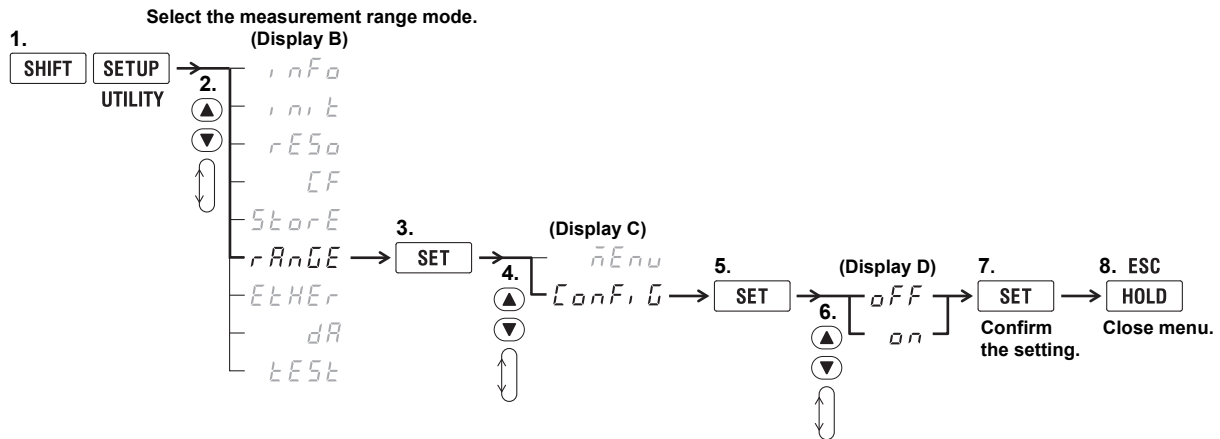 Select the measurement range mode.
1.
(Display B)
SHIFT SETUP
UTILITY
2.
inFo
init
rESo
CF
StorE
rAnGE
EtHEr
dA
tESt
3.
SET
(Display C)
4.
mEnu
ConFiG
5.
SET
(Display D)
6.
oFF
on
7.
SET
Confirm
the setting.
8. ESC
HOLD
Close menu.